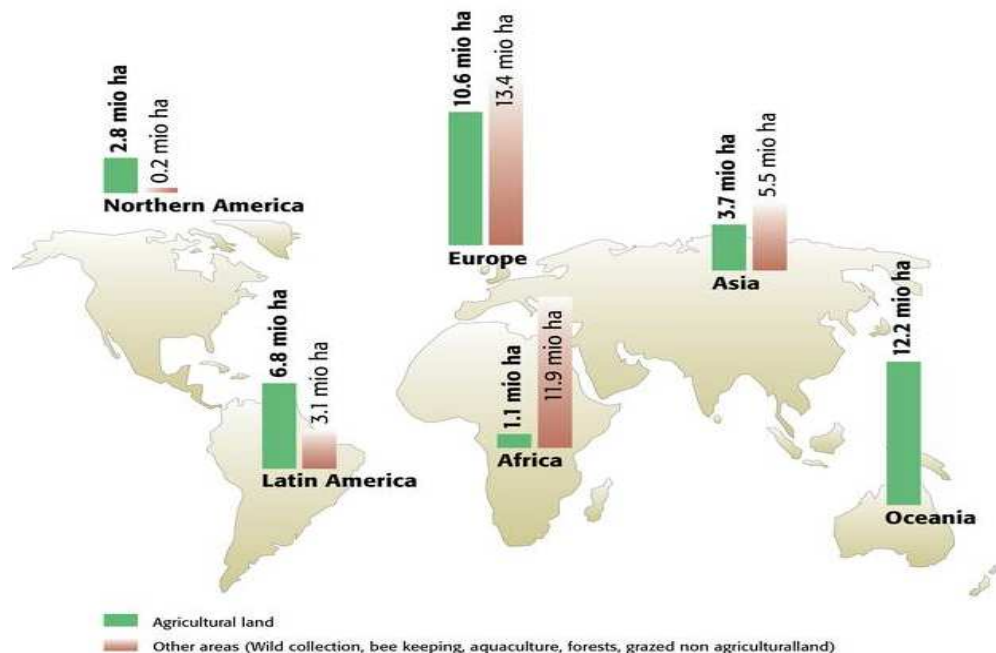 2.8 mio ha
0.2 mio ha
Northern America
10.6 mio ha
13.4 mio ha
Europe
3.7 mio ha
5.5 mio ha
Asia
6.8 mio ha
3.1 mio ha
Latin America
1.1 mio ha
11.9 mio ha
Africa
12.2 mio ha
Oceania
Agricultural land
Other areas (Wild collection, bee keeping, aquaculture, forests, grazed non agriculturalland)